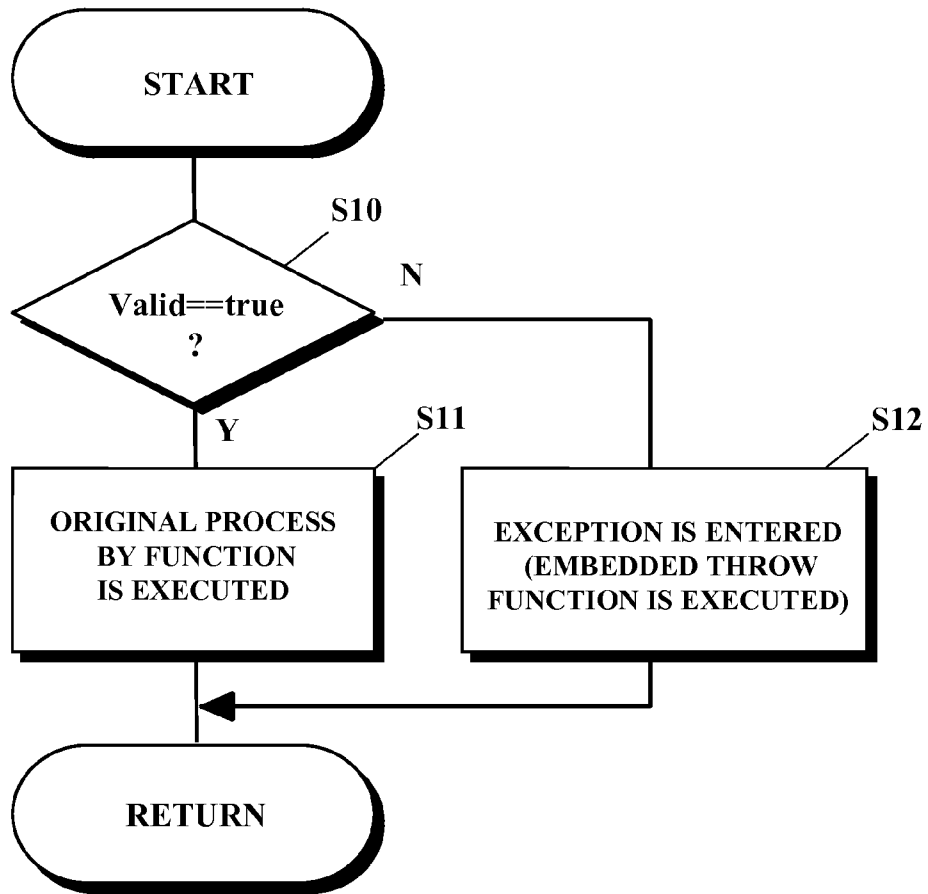 START
S10
N
Valid==true
?
Y
S11
S12
ORIGINAL PROCESS
BY FUNCTION
IS EXECUTED
EXCEPTION IS ENTERED
(EMBEDDED THROW
FUNCTION IS EXECUTED)
RETURN